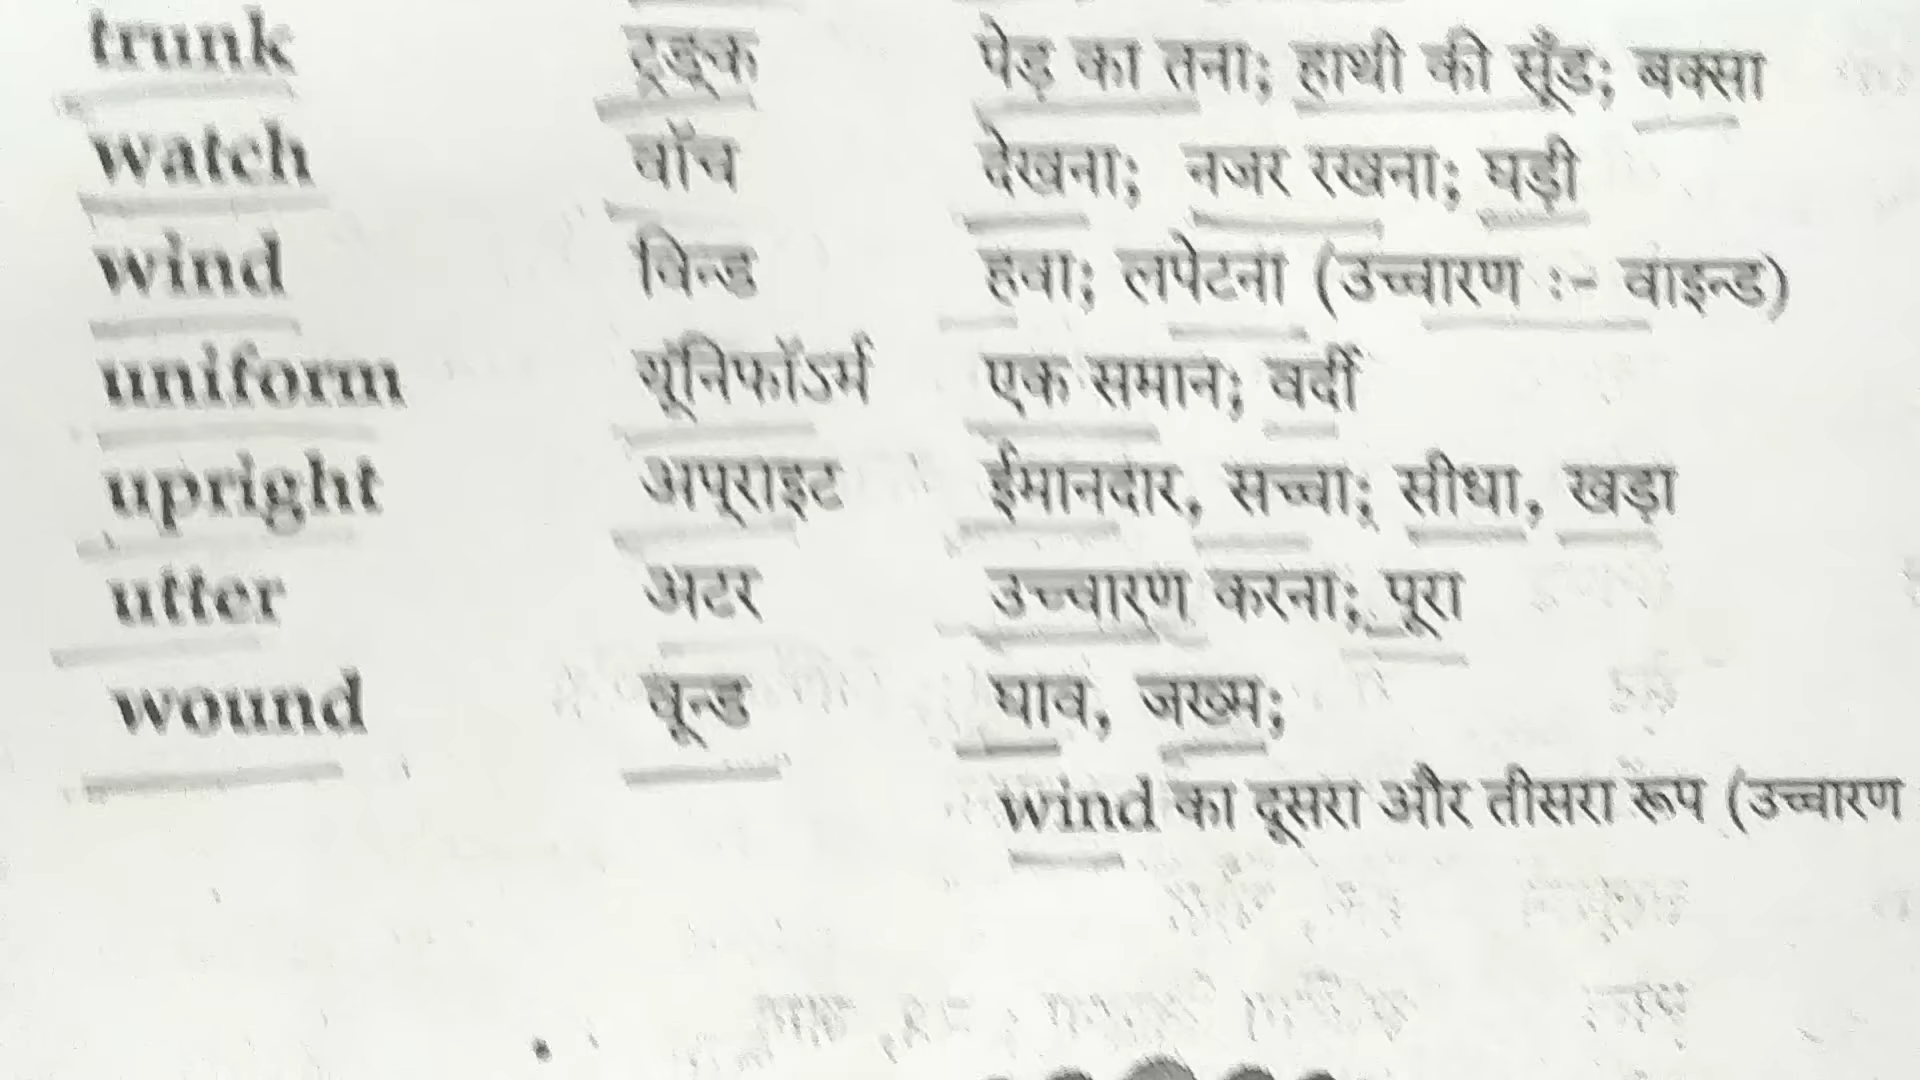 trunk ट्रङ्क पेड़ का तना; हाथी की सूँड; बक्सा
watch वॉच देखना; नजर रखना; घड़ी
wind विन्ड हवा; लपेटना (उच्चारण :- वाइन्ड)
uniform यूनिफॉऽर्म एक समान; वर्दी
upright अप्राइट ईमानदार, सच्चा; सीधा, खड़ा
utter अटर उच्चारण करना; पूरा
wound वून्ड घाव, जख्म;
wind का दूसरा और तीसरा रूप (उच्चारण